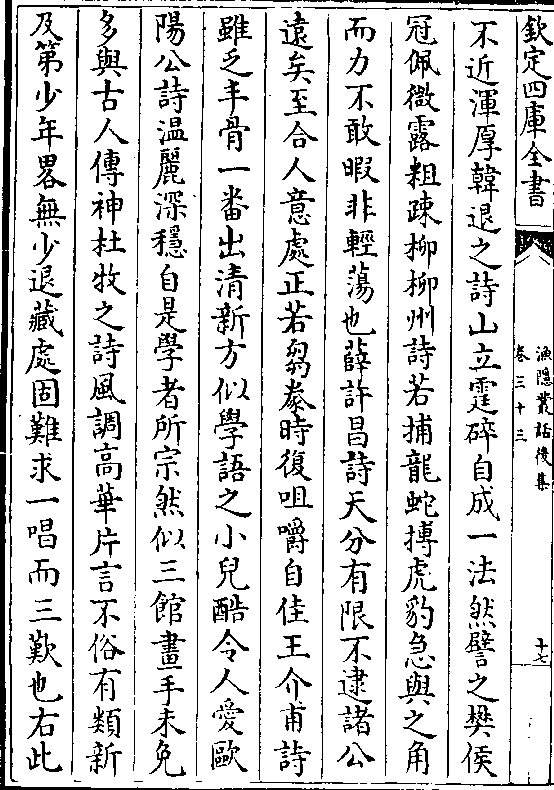 欽定四庫全書
漁隱叢話後集
卷三十三
十七
不近渾厚韓退之詩山立霆碎自成一法然譬之樊侯
冠佩微露粗疎柳柳州詩若捕龍蛇搏虎豹急與之角
而力不敢暇非輕蕩也薛許昌詩天分有限不逮諸公
遠矣至合人意處正若芻豢時復咀嚼自佳王介甫詩
雖乏丰骨一番出清新方似學語之小兒酷令人愛歐
陽公詩温麗深穩自是學者所宗然似三館畫手未免
多與古人傳神杜牧之詩風調高華片言不俗有類新
及第少年畧無少退藏處固難求一唱而三歎也右此